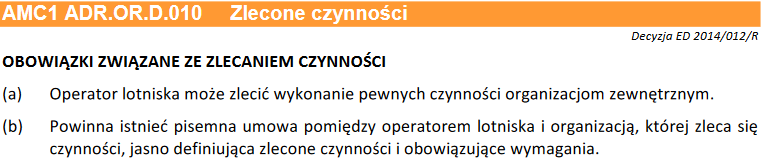 AMC1 ADR.OR.D.010 Zlecone czynności
Decyzja ED 2014/012/R
OBOWIĄZKI ZWIĄZANE ZE ZLECANIEM CZYNNOŚCI
(a) Operator lotniska może zlecić wykonanie pewnych czynności organizacjom zewnętrznym.
(b) Powinna istnieć pisemna umowa pomiędzy operatorem lotniska i organizacją, której zleca się
czynności, jasno definiująca zlecone czynności i obowiązujące wymagania.